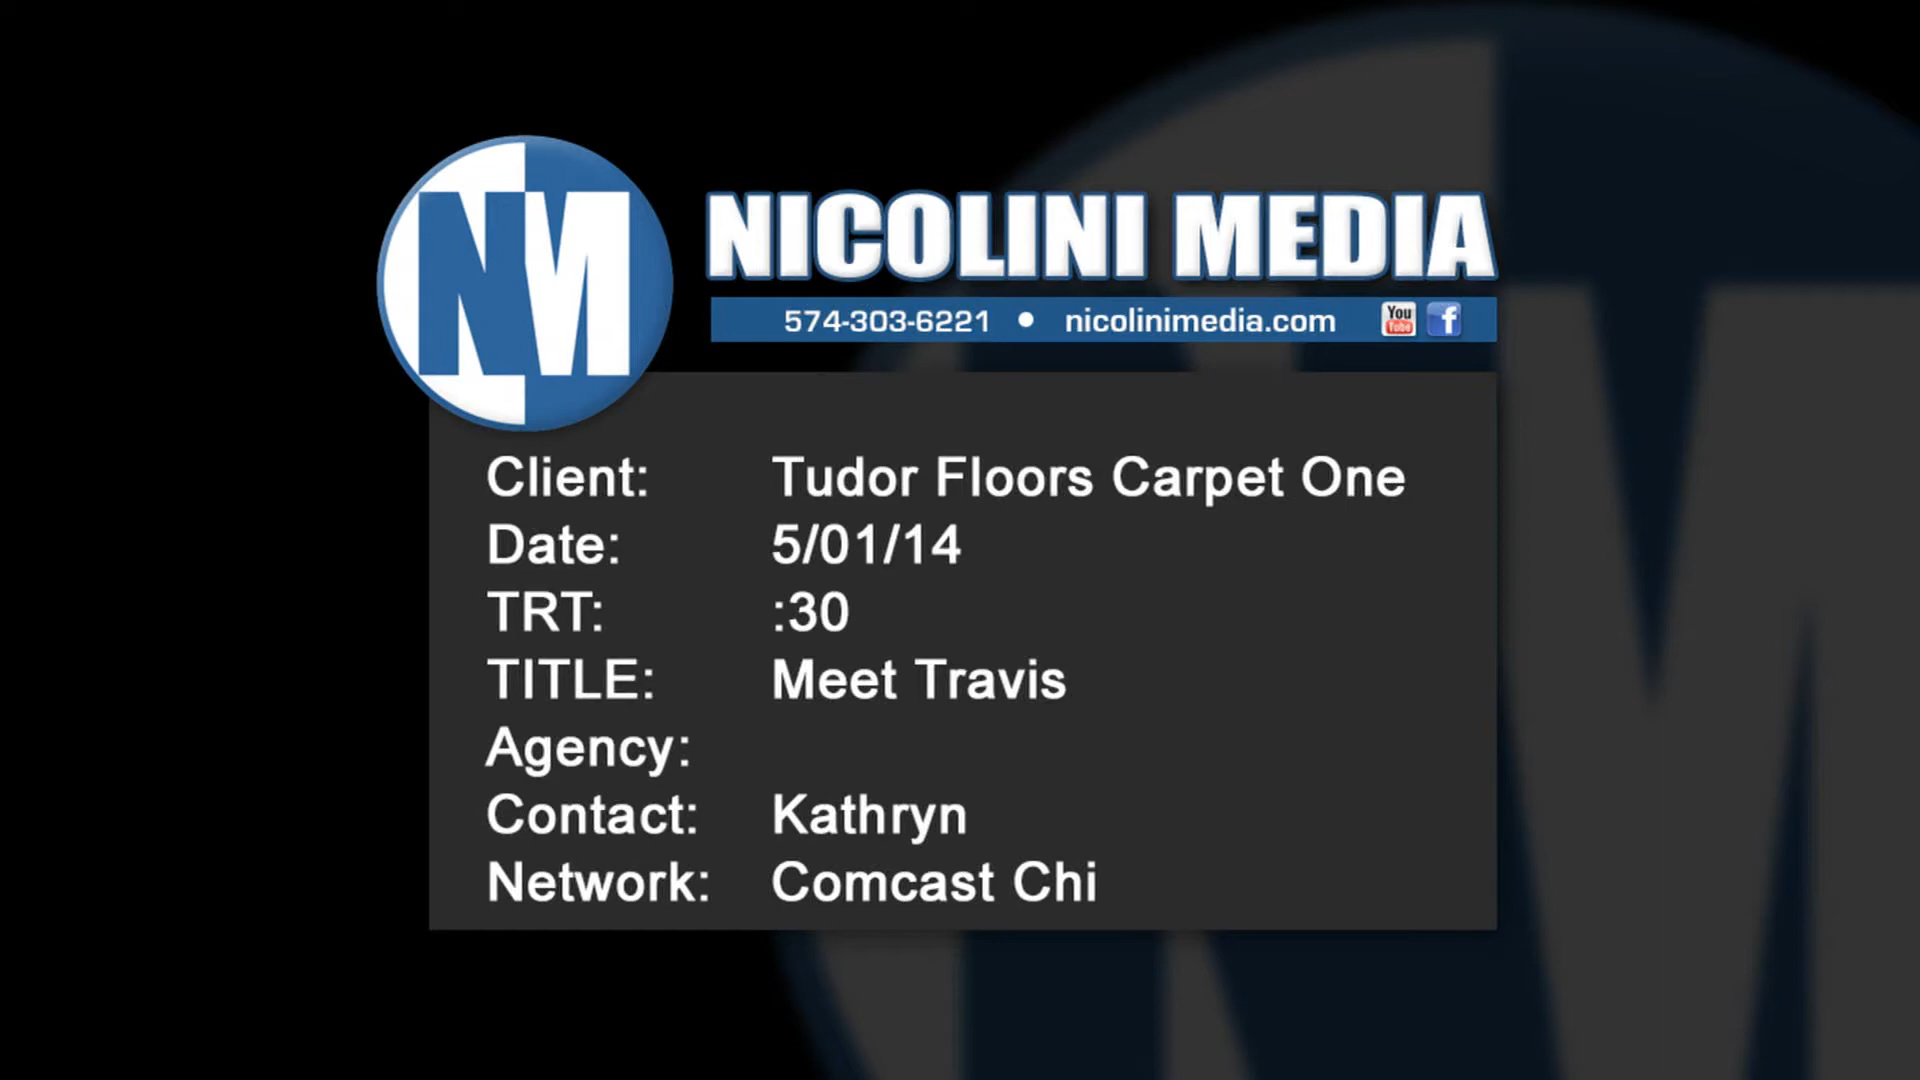 NM
NICOLINI MEDIA
574-303-6221 • nicolinimedia.com You Tube f
Client: Tudor Floors Carpet One
Date: 5/01/14
TRT: :30
TITLE: Meet Travis
Agency:
Contact: Kathryn
Network: Comcast Chi